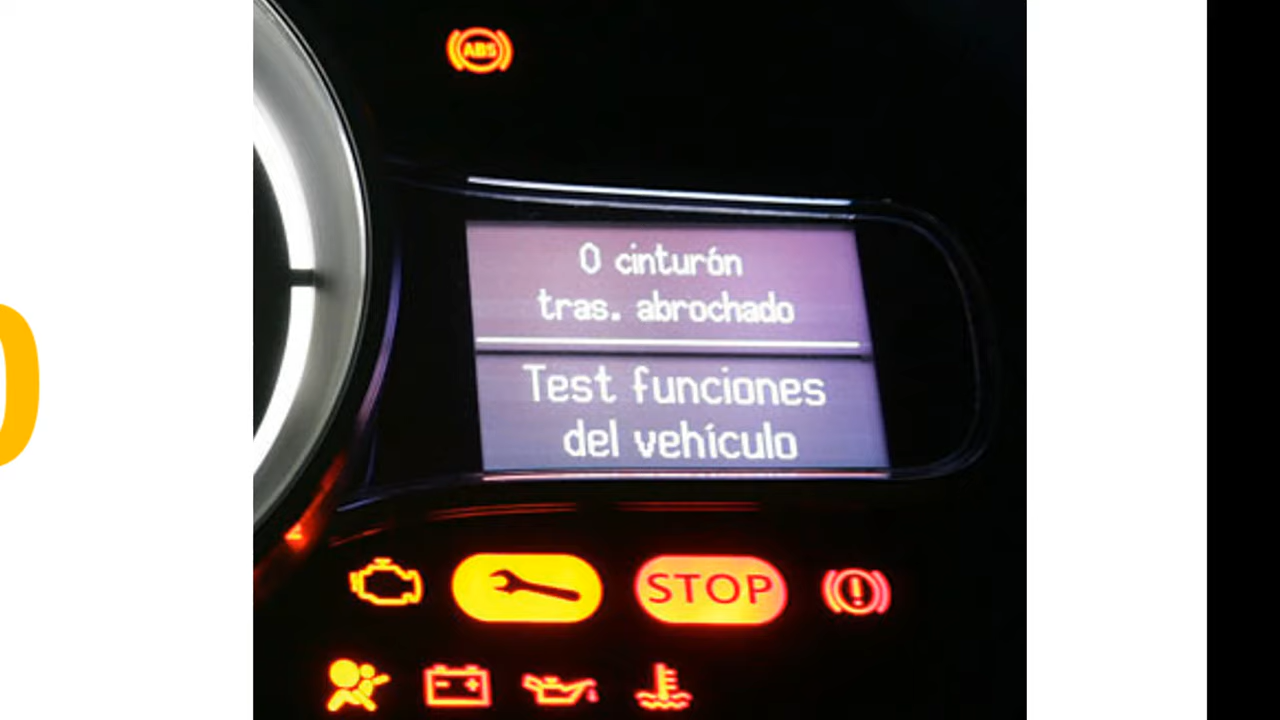 ABS
0 cinturón
tras. abrochado
Test funciones
del vehículo
STOP